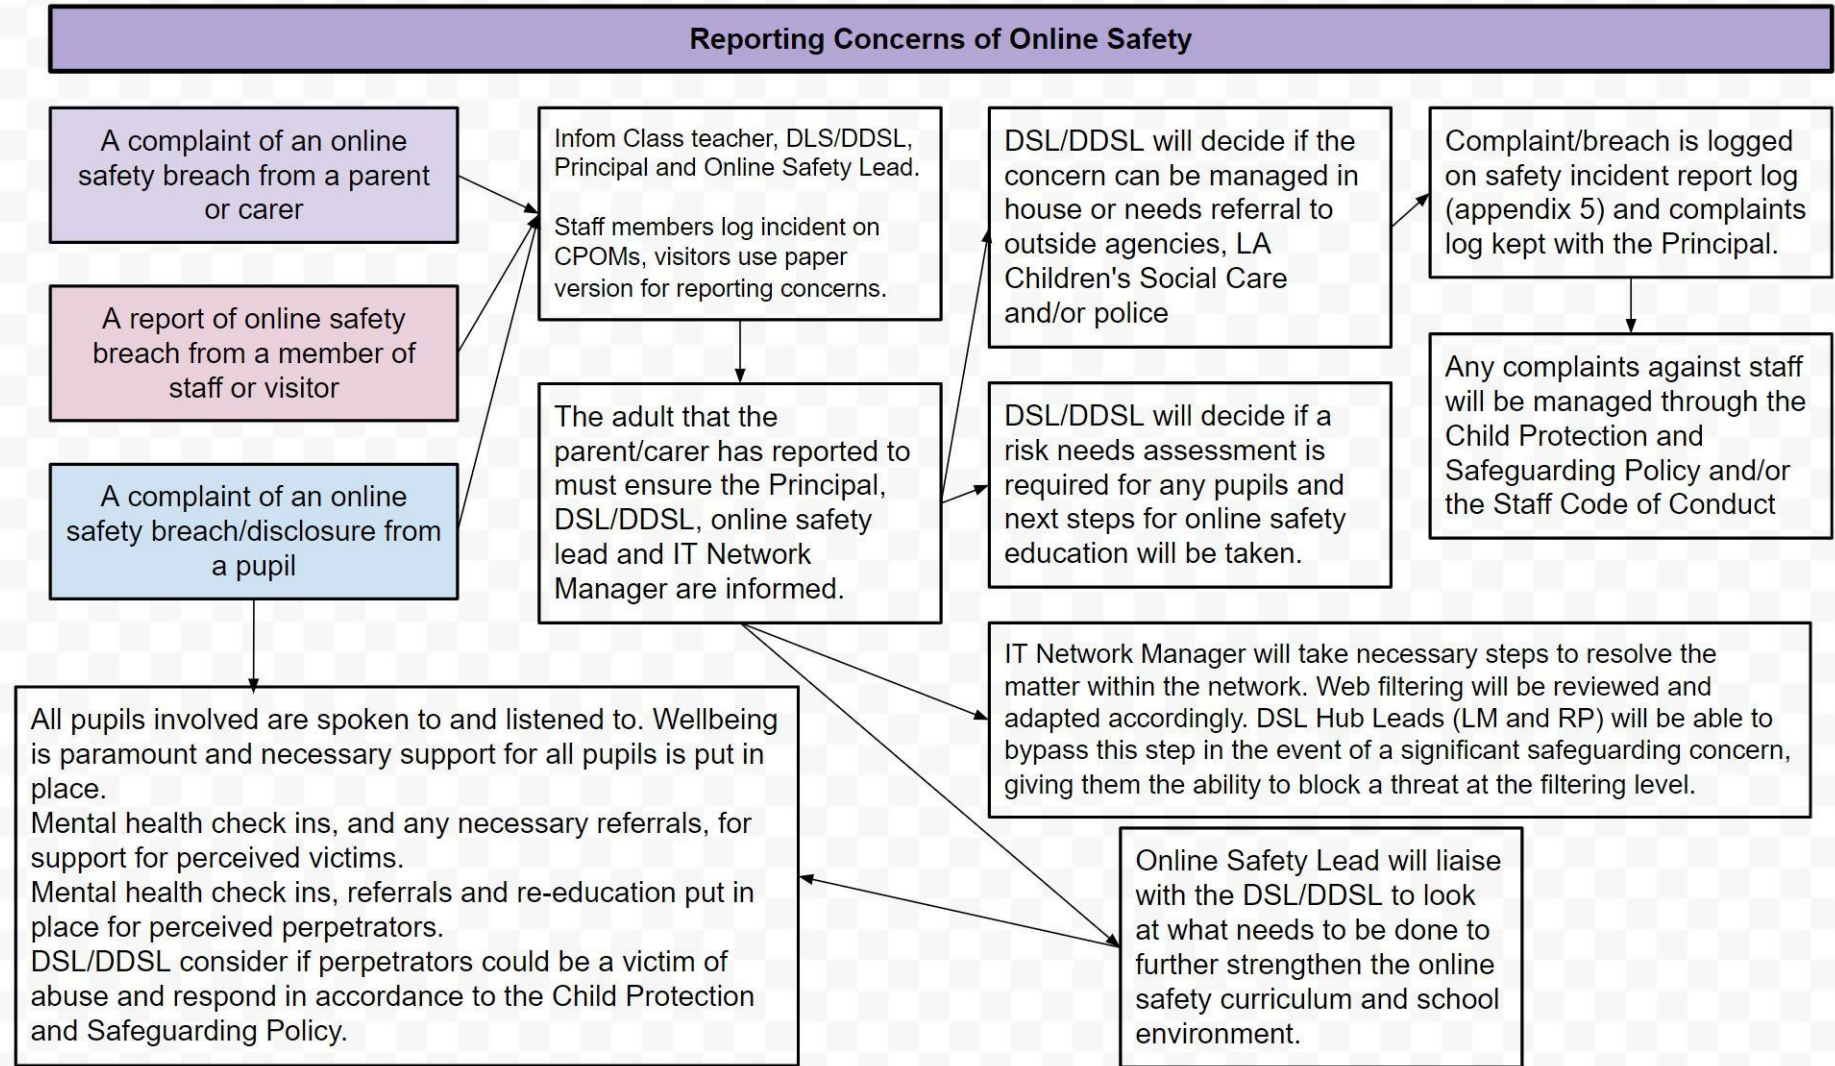 Reporting Concerns of Online Safety
A complaint of an online
safety breach from a parent
or carer
A report of online safety
breach from a member of
staff or visitor
A complaint of an online
safety breach/disclosure from
a pupil
Infom Class teacher, DLS/DDSL,
Principal and Online Safety Lead.
Staff members log incident on
CPOMs, visitors use paper
version for reporting concerns.
The adult that the
parent/carer has reported to
must ensure the Principal,
DSL/DDSL, online safety
lead and IT Network
Manager are informed.
DSL/DDSL will decide if the
concern can be managed in
house or needs referral to
outside agencies, LA
Children's Social Care
and/or police
DSL/DDSL will decide if a
risk needs assessment is
required for any pupils and
next steps for online safety
education will be taken.
Complaint/breach is logged
on safety incident report log
(appendix 5) and complaints
log kept with the Principal.
Any complaints against staff
will be managed through the
Child Protection and
Safeguarding Policy and/or
the Staff Code of Conduct
IT Network Manager will take necessary steps to resolve the
matter within the network. Web filtering will be reviewed and
adapted accordingly. DSL Hub Leads (LM and RP) will be able to
bypass this step in the event of a significant safeguarding concern,
giving them the ability to block a threat at the filtering level.
All pupils involved are spoken to and listened to. Wellbeing
is paramount and necessary support for all pupils is put in
place.
Mental health check ins, and any necessary referrals, for
support for perceived victims.
Mental health check ins, referrals and re-education put in
place for perceived perpetrators.
DSL/DDSL consider if perpetrators could be a victim of
abuse and respond in accordance to the Child Protection
and Safeguarding Policy.
Online Safety Lead will liaise
with the DSL/DDSL to look
at what needs to be done to
further strengthen the online
safety curriculum and school
environment.